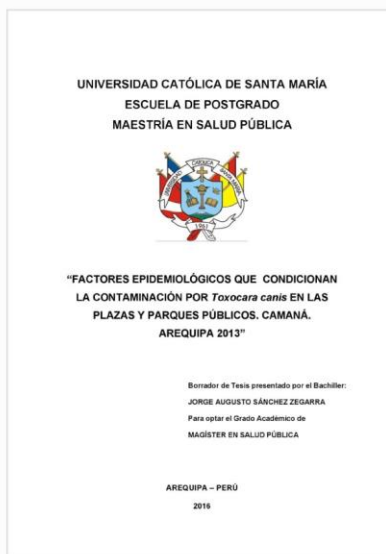 UNIVERSIDAD CATÓLICA DE SANTA MARÍA
ESCUELA DE POSTGRADO
MAESTRÍA EN SALUD PÚBLICA
1961
“FACTORES EPIDEMIOLÓGICOS QUE CONDICIONAN
LA CONTAMINACIÓN POR Toxocara canis EN LAS
PLAZAS Y PARQUES PÚBLICOS. CAMANÁ.
AREQUIPA 2013”
Borrador de Tesis presentado por el Bachiller:
JORGE AUGUSTO SÁNCHEZ ZEGARRA
Para optar el Grado Académico de
MAGÍSTER EN SALUD PÚBLICA
AREQUIPA – PERÚ
2016